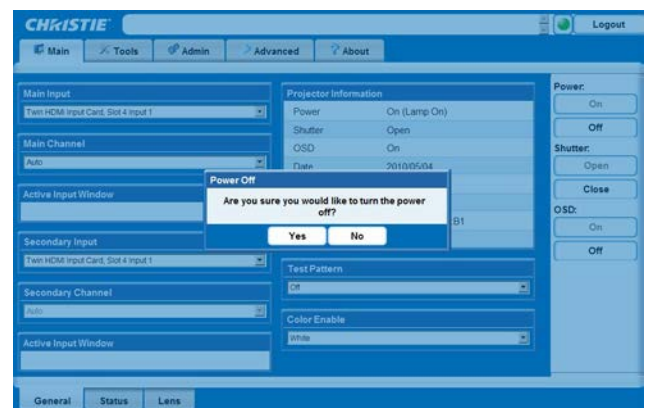 CHRISTIE
Logout
Main
Tools
Admin
Advanced
? About
Main Input
Twin HDMI Input Card, Slot 4 Input 1
Main Channel
Auto
Active Input Window
Secondary Input
Twin HDMI Input Card, Slot 4 Input 1
Secondary Channel
Auto
Active Input Window
Projector Information
Power On (Lamp On)
Shutter Open
OSD On
Date 2010/05/04
B1
Power Off
Are you sure you would like to turn the power
off?
Yes No
Test Pattern
Off
Color Enable
White
Power:
On
Off
Shutter:
Open
Close
OSD:
On
Off
General Status Lens